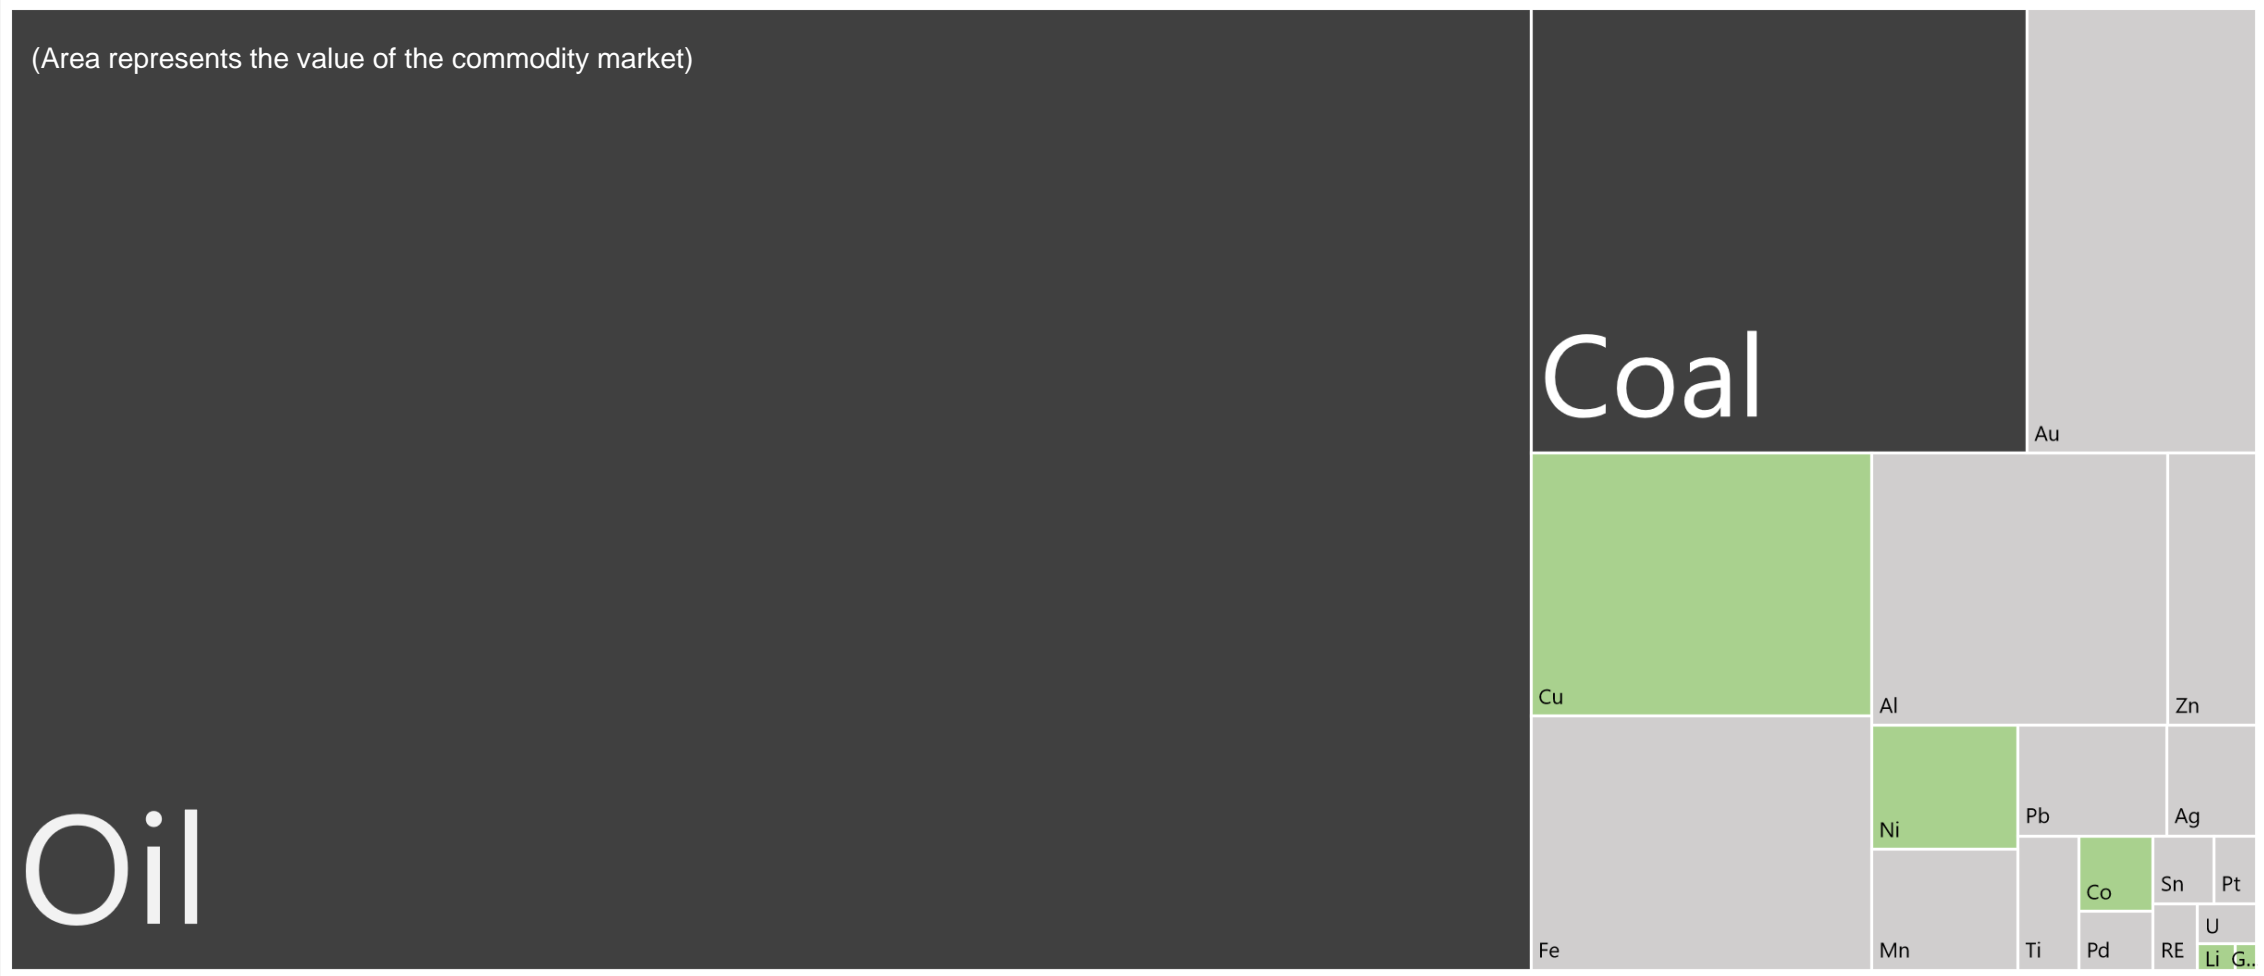 (Area represents the value of the commodity market)
Oil
Coal
Au
Cu
Al
Zn
Fe
Ni
Pb
Ag
Mn
Ti
Co
Sn
Pt
Pd
RE
U
Li
G..